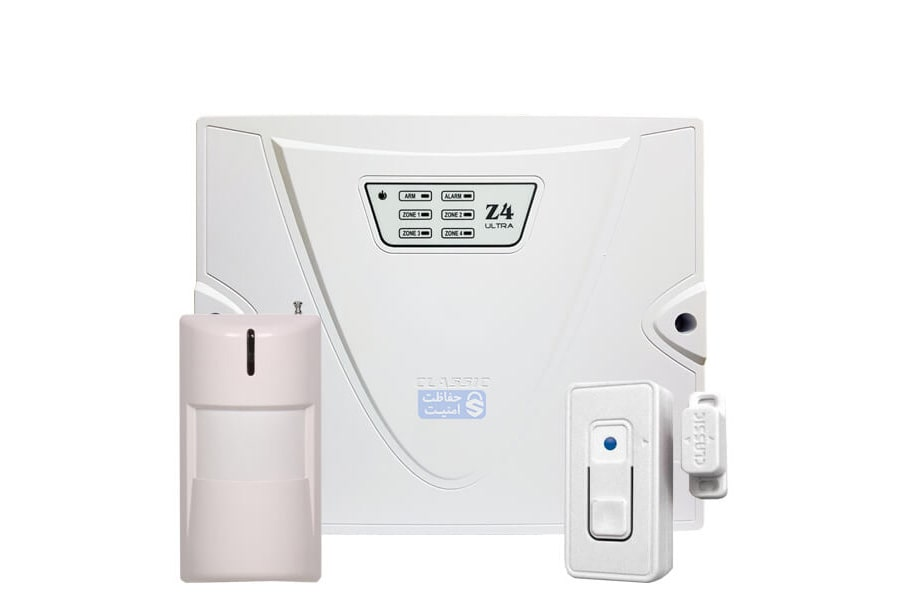 ARM ALARM
ZONE 1 ZONE 2
Z4
ULTRA
ZONE 3 ZONE 4
CLASSIC
حفاظت
امنیت
CLASSIC